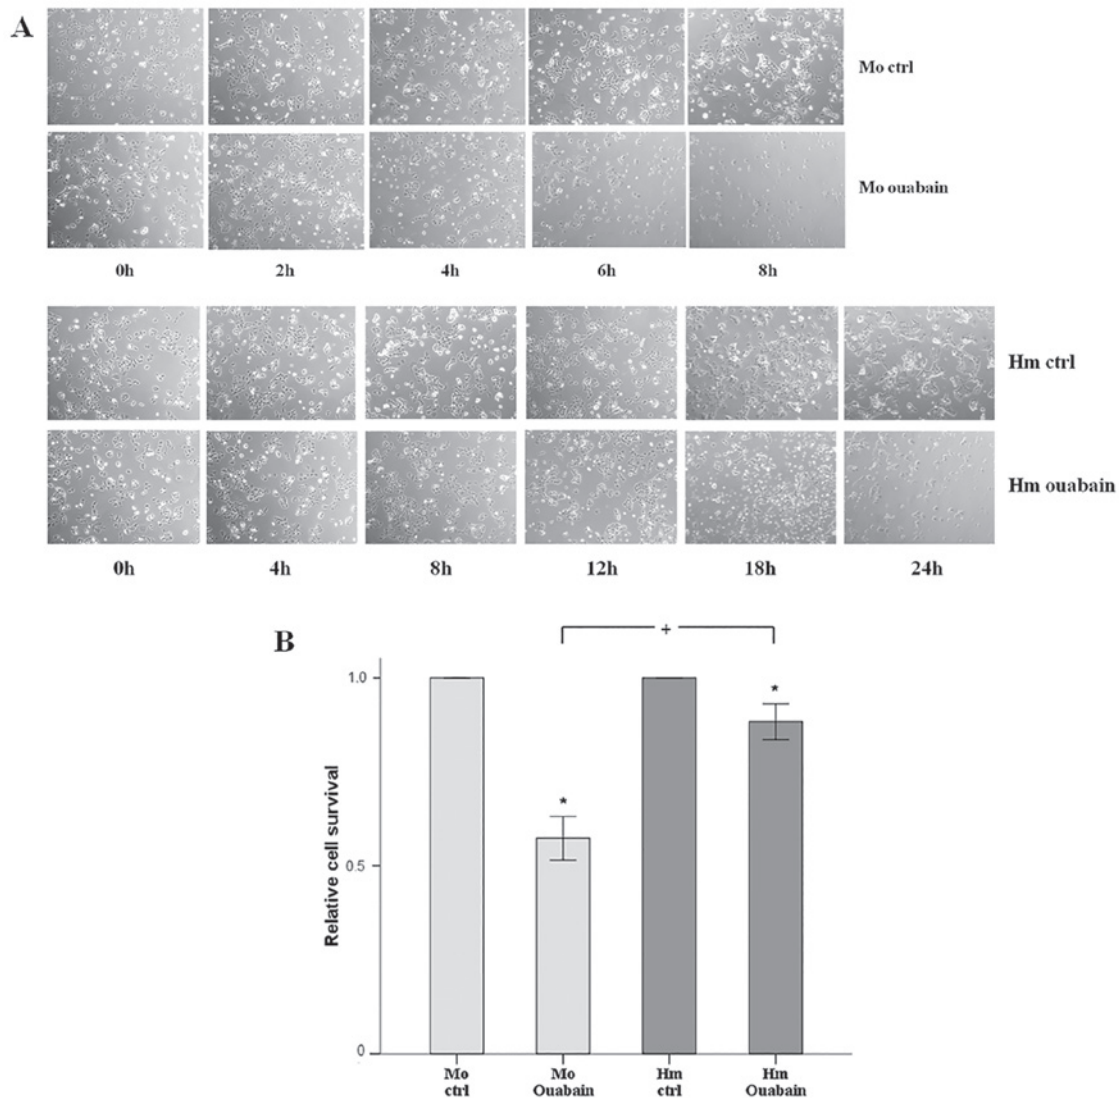 A
Mo ctrl
Mo ouabain
0h 2h 4h 6h 8h
Hm ctrl
Hm ouabain
0h 4h 8h 12h 18h 24h
B
+
1.0
*
*
Relative cell survival
0.5
0
Mo ctrl
Mo Ouabain
Hm ctrl
Hm Ouabain